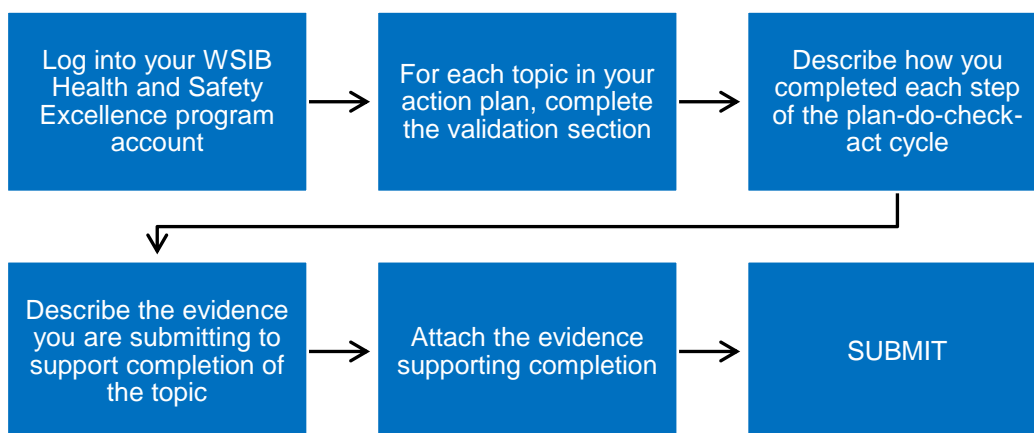 Log into your WSIB
Health and Safety
Excellence program
account
For each topic in your
action plan, complete
the validation section
Describe how you
completed each step
of the plan-do-check-
act cycle
Describe the evidence
you are submitting to
support completion of
the topic
Attach the evidence
supporting completion
SUBMIT